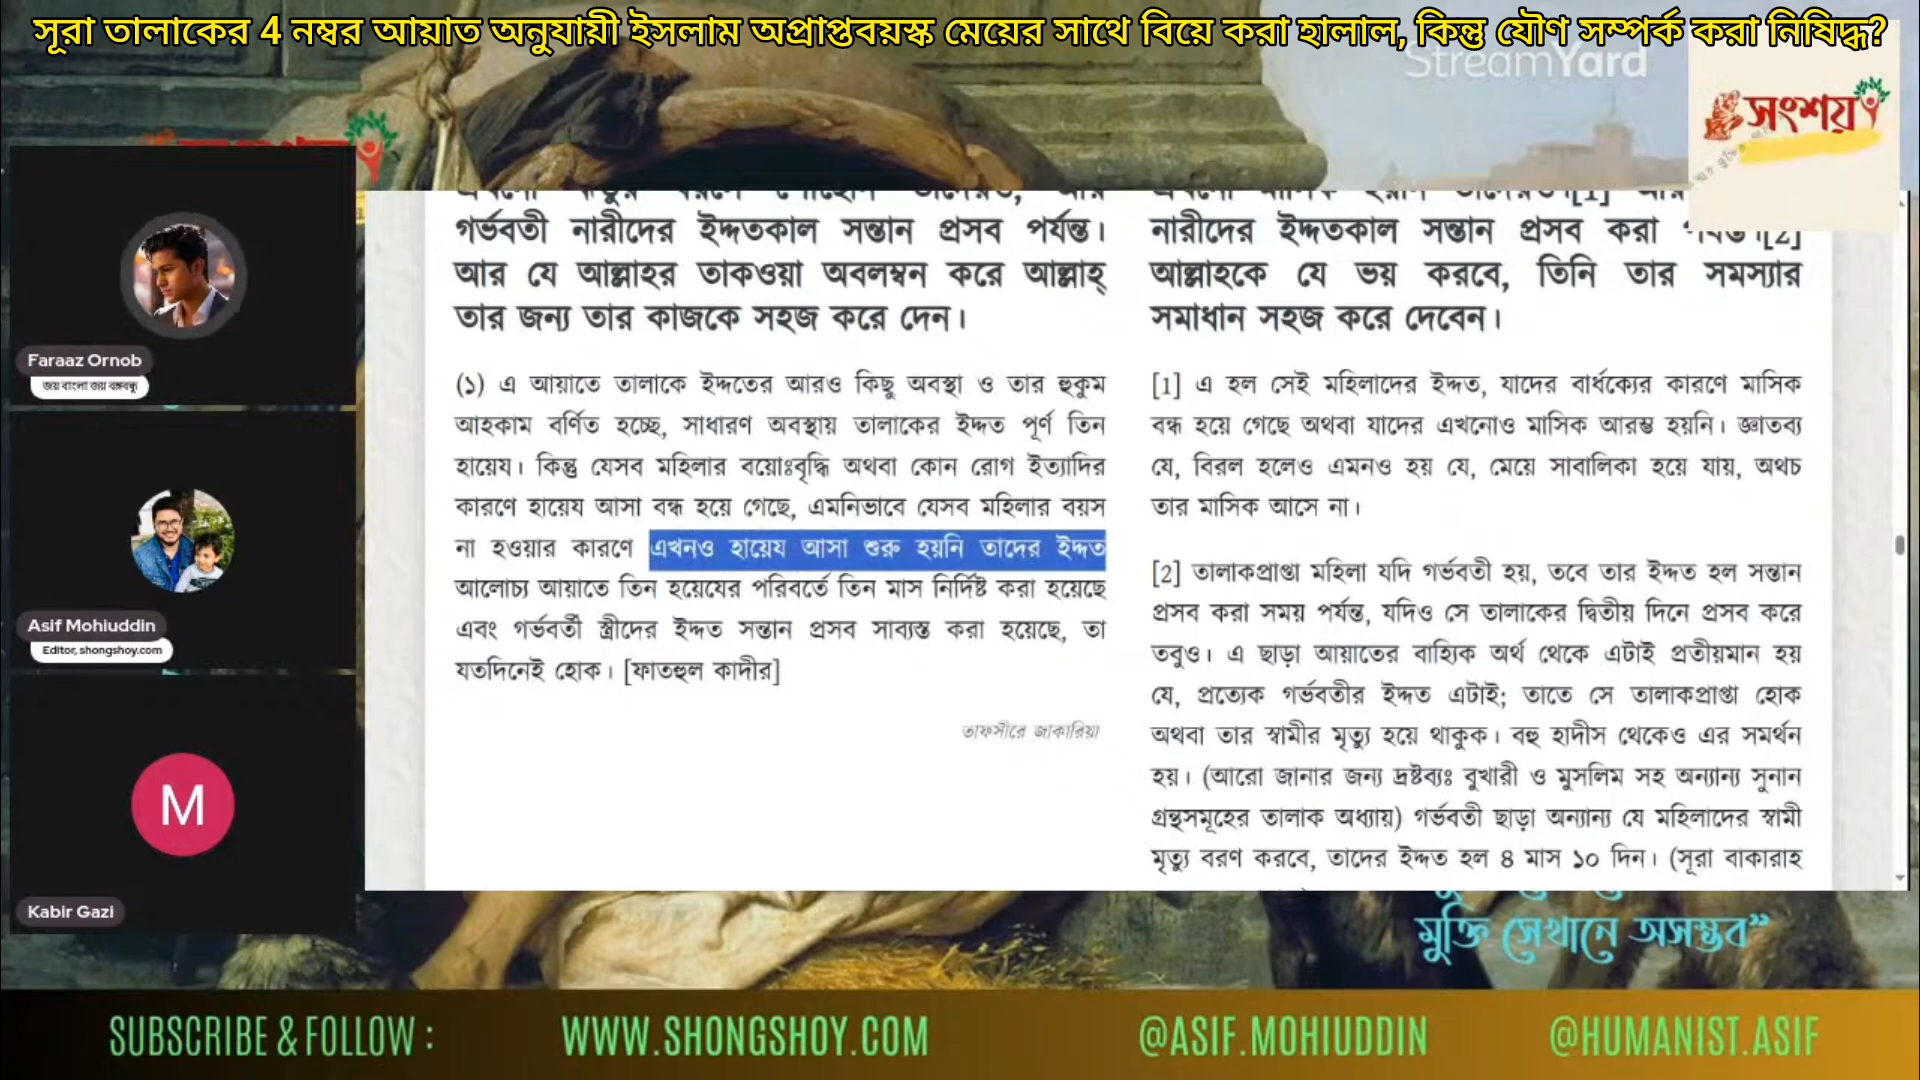 সূরা তালাকের 4 নম্বর আয়াত অনুযায়ী ইসলাম অপ্রাপ্তবয়স্ক মেয়ের সাথে বিয়ে করা হালাল, কিন্তু যৌণ সম্পর্ক করা নিষিদ্ধ?
StreamYard
সংশয়
Faraaz Ornob
জয় বাংলা জয় বঙ্গবন্ধু
Asif Mohiuddin
Editor, shongshoy.com
M
Kabir Gazi
গর্ভবতী নারীদের ইদ্দতকাল সন্তান প্রসব পর্যন্ত।
আর যে আল্লাহর তাকওয়া অবলম্বন করে আল্লাহ্
তার জন্য তার কাজকে সহজ করে দেন।
(১) এ আয়াতে তালাকে ইদ্দতের আরও কিছু অবস্থা ও তার হুকুম
আহকাম বর্ণিত হচ্ছে, সাধারণ অবস্থায় তালাকের ইদ্দত পূর্ণ তিন
হায়েয। কিন্তু যেসব মহিলার বয়োঃবৃদ্ধি অথবা কোন রোগ ইত্যাদির
কারণে হায়েয আসা বন্ধ হয়ে গেছে, এমনিভাবে যেসব মহিলার বয়স
না হওয়ার কারণে এখনও হায়েয আসা শুরু হয়নি তাদের ইদ্দত
আলোচ্য আয়াতে তিন হয়েযের পরিবর্তে তিন মাস নির্দিষ্ট করা হয়েছে
এবং গর্ভবর্তী স্ত্রীদের ইদ্দত সন্তান প্রসব সাব্যস্ত করা হয়েছে, তা
যতদিনেই হোক। [ফাতহুল কাদীর]
তাফসীরে জাকারিয়া
নারীদের ইদ্দতকাল সন্তান প্রসব করা [2]
আল্লাহকে যে ভয় করবে, তিনি তার সমস্যার
সমাধান সহজ করে দেবেন।
[1] এ হল সেই মহিলাদের ইদ্দত, যাদের বার্ধক্যের কারণে মাসিক
বন্ধ হয়ে গেছে অথবা যাদের এখনোও মাসিক আরম্ভ হয়নি। জ্ঞাতব্য
যে, বিরল হলেও এমনও হয় যে, মেয়ে সাবালিকা হয়ে যায়, অথচ
তার মাসিক আসে না।
[2] তালাকপ্রাপ্তা মহিলা যদি গর্ভবতী হয়, তবে তার ইদ্দত হল সন্তান
প্রসব করা সময় পর্যন্ত, যদিও সে তালাকের দ্বিতীয় দিনে প্রসব করে
তবুও। এ ছাড়া আয়াতের বাহ্যিক অর্থ থেকে এটাই প্রতীয়মান হয়
যে, প্রত্যেক গর্ভবতীর ইদ্দত এটাই; তাতে সে তালাকপ্রাপ্তা হোক
অথবা তার স্বামীর মৃত্যু হয়ে থাকুক। বহু হাদীস থেকেও এর সমর্থন
হয়। (আরো জানার জন্য দ্রষ্টব্যঃ বুখারী ও মুসলিম সহ অন্যান্য সুনান
গ্রন্থসমূহের তালাক অধ্যায়) গর্ভবতী ছাড়া অন্যান্য যে মহিলাদের স্বামী
মৃত্যু বরণ করবে, তাদের ইদ্দত হল ৪ মাস ১০ দিন। (সূরা বাকারাহ
মুক্তি সেখানে অসম্ভব”
SUBSCRIBE & FOLLOW : WWW.SHONGSHOY.COM @ASIF.MOHIUDDIN @HUMANIST.ASIF